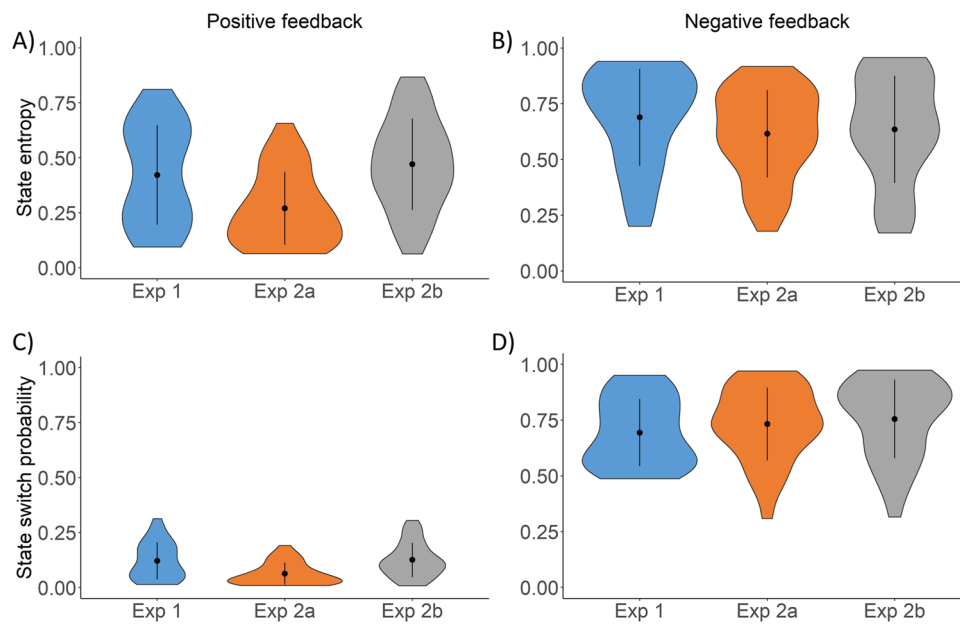 Positive feedback
Negative feedback
A)
B)
State entropy
1.00
0.75
0.50
0.25
0.00
Exp 1 Exp 2a Exp 2b
1.00
0.75
0.50
0.25
0.00
Exp 1 Exp 2a Exp 2b
C)
D)
State switch probability
1.00
0.75
0.50
0.25
0.00
Exp 1 Exp 2a Exp 2b
1.00
0.75
0.50
0.25
0.00
Exp 1 Exp 2a Exp 2b